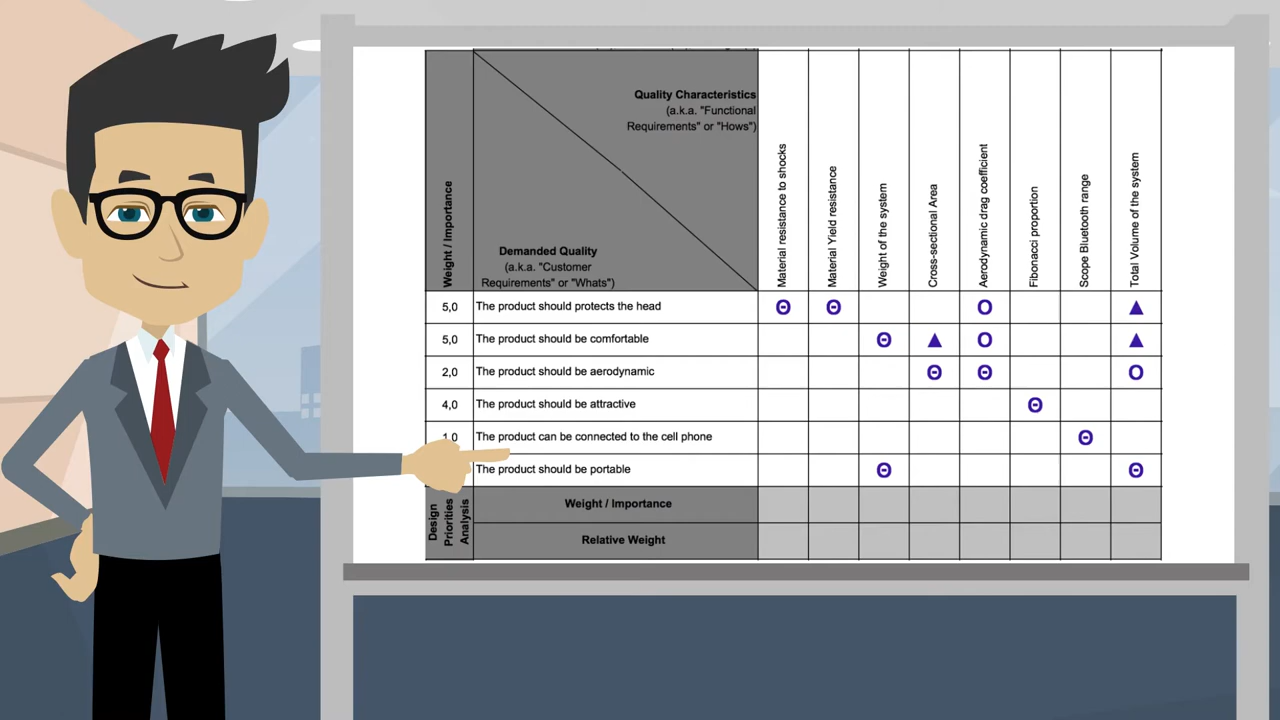 Quality Characteristics
(a.k.a. "Functional
Requirements" or "Hows")
Weight / Importance
Demanded Quality
(a.k.a. "Customer
Requirements" or "Whats")
Material resistance to shocks
Material Yield resistance
Weight of the system
Cross-sectional Area
Aerodynamic drag coefficient
Fibonacci proportion
Scope Bluetooth range
Total Volume of the system
5,0 The product should protects the head Θ Θ O ▲
5,0 The product should be comfortable Θ ▲ O ▲
2,0 The product should be aerodynamic Θ Θ O
4,0 The product should be attractive Θ
1,0 The product can be connected to the cell phone Θ
The product should be portable Θ Θ
Design
Priorities
Analysis
Weight / Importance
Relative Weight